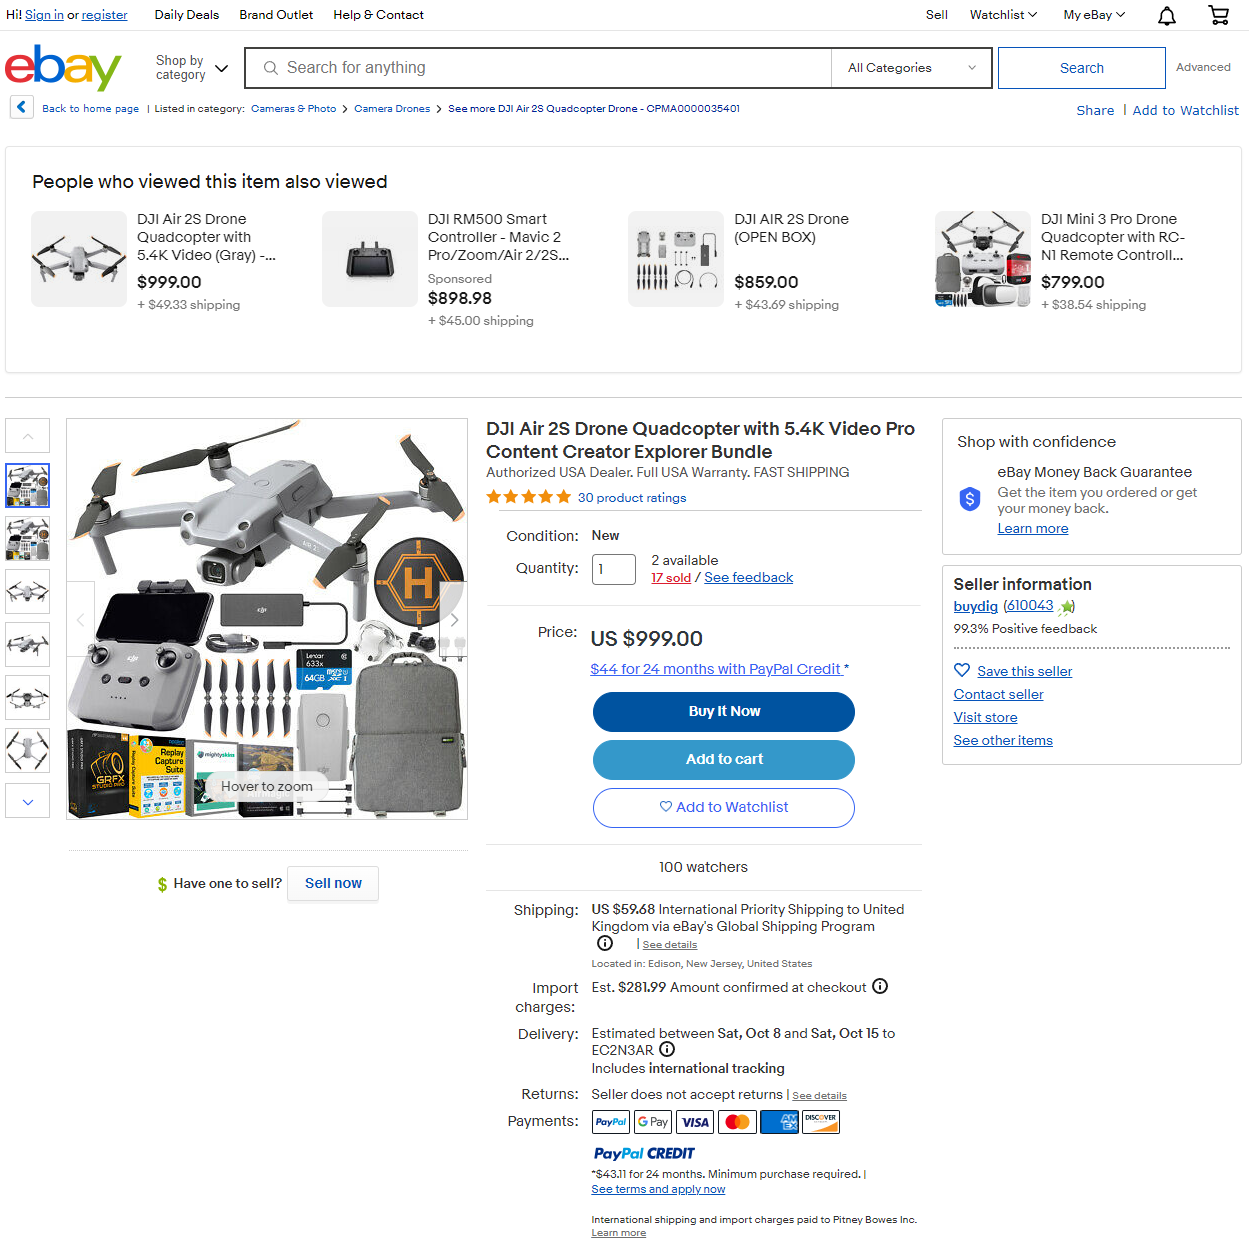 Hi! Sign in or register Daily Deals Brand Outlet Help & Contact Sell Watchlist My eBay
ebay Shop by category Search for anything All Categories Search Advanced
Back to home page | Listed in category: Cameras & Photo > Camera Drones > See more DJI Air 2S Quadcopter Drone - CPMA0000035401
Share | Add to Watchlist
People who viewed this item also viewed
DJI Air 2S Drone
Quadcopter with
5.4K Video (Gray) -...
$999.00
+ $49.33 shipping
DJI RM500 Smart
Controller - Mavic 2
Pro/Zoom/Air 2/2S...
Sponsored
$898.98
+ $45.00 shipping
DJI AIR 2S Drone
(OPEN BOX)
$859.00
+ $43.69 shipping
DJI Mini 3 Pro Drone
Quadcopter with RC-
N1 Remote Controll...
$799.00
+ $38.54 shipping
AIR 2S
H
dji
dji
Lexar
633x
64GB
GRFX
STUDIO PRO
Replay
Capture
Suite
mightyskins
Hover to zoom
$ Have one to sell? Sell now
DJI Air 2S Drone Quadcopter with 5.4K Video Pro
Content Creator Explorer Bundle
Authorized USA Dealer. Full USA Warranty. FAST SHIPPING
30 product ratings
Condition: New
Quantity: 1
2 available
17 sold / See feedback
Price: US $999.00
$44 for 24 months with PayPal Credit *
Buy It Now
Add to cart
Add to Watchlist
100 watchers
Shipping: US $59.68 International Priority Shipping to United
Kingdom via eBay's Global Shipping Program
| See details
Located in: Edison, New Jersey, United States
Import
charges:
Est. $281.99 Amount confirmed at checkout
Delivery: Estimated between Sat, Oct 8 and Sat, Oct 15 to
EC2N3AR
Includes international tracking
Returns: Seller does not accept returns | See details
Payments: PayPal G Pay VISA AMEX DISCOVER
PayPal CREDIT
*$43.11 for 24 months. Minimum purchase required. |
See terms and apply now
International shipping and import charges paid to Pitney Bowes Inc.
Learn more
Shop with confidence
eBay Money Back Guarantee
Get the item you ordered or get
your money back.
Learn more
Seller information
buydig (610043)
99.3% Positive feedback
Save this seller
Contact seller
Visit store
See other items